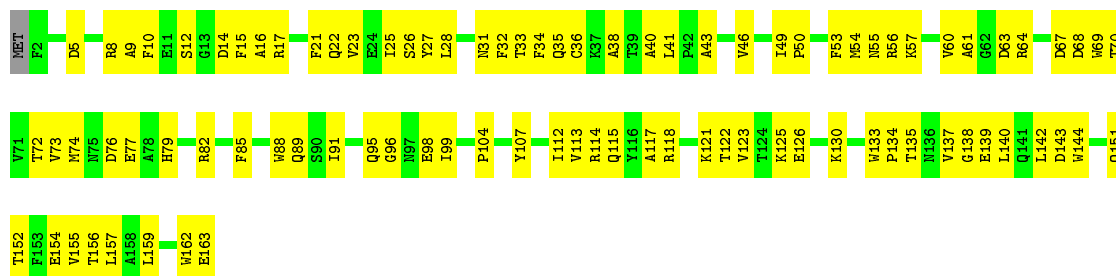 MET F2 D5 R8 A9 F10 E11 S12 G13 D14 F15 A16 R17 F21 Q22 V23 E24 I25 S26 Y27 L28 N31 F32 T33 F34 Q35 C36 K37 A38 T39 A40 L41 P42 A43 V46 I49 P50 F53 M54 N55 R56 K57 V60 A61 G62 D63 R64 D67 D68 W69 T70
V71 T72 V73 M74 N75 D76 E77 A78 H79 R82 F85 W88 Q89 S90 I91 Q95 G96 N97 E98 I99 P104 Y107 I112 V113 R114 Q115 Y116 A117 R118 K121 T122 V123 T124 K125 E126 K130 W133 P134 T135 N136 V137 G138 E139 L140 Q141 L142 D143 W144
T152 F153 E154 V155 T156 L157 A158 L159 W162 E163